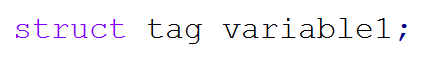 struct tag variable1;